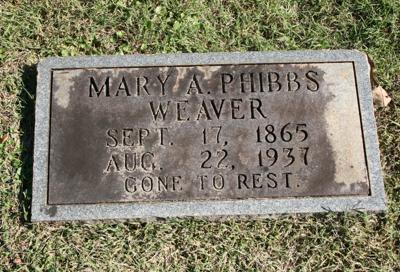 MARY A. PHIBBS
WEAVER
SEPT. 17, 1865
AUG. 22, 1937
GONE TO REST.